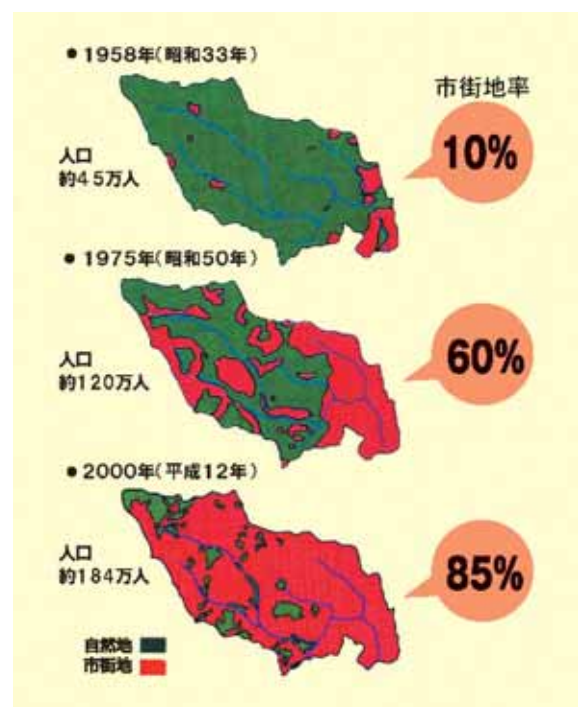 ● 1958年(昭和33年)
市街地率
人口
約45万人
10%
● 1975年(昭和50年)
人口
約120万人
60%
● 2000年(平成12年)
人口
約184万人
85%
自然地
市街地